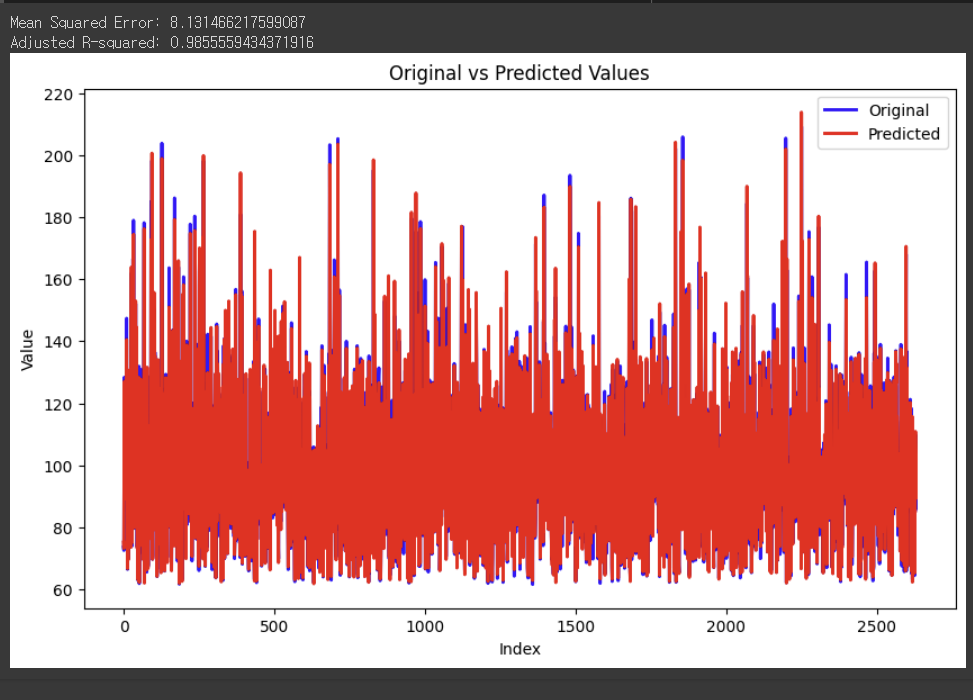 Mean Squared Error: 8.131466217599087
Adjusted R-squared: 0.9855559434371916
Original vs Predicted Values
Original
Predicted
220
200
180
160
140
120
100
80
60
Value
0 500 1000 1500 2000 2500
Index